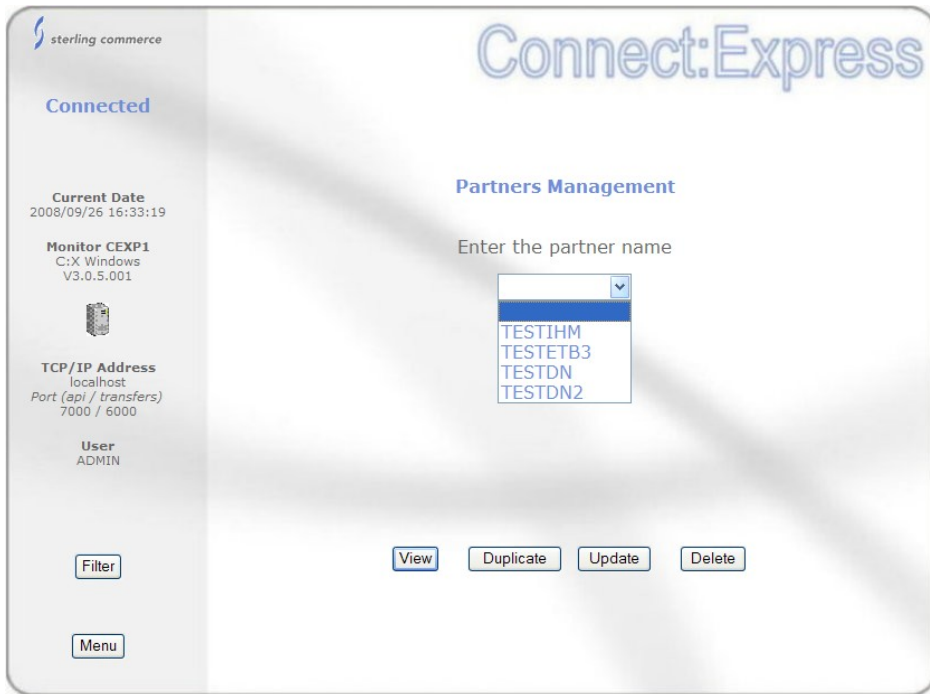 sterling commerce
Connect:Express
Connected
Current Date
2008/09/26 16:33:19
Monitor CEXP1
C:X Windows
V3.0.5.001
TCP/IP Address
localhost
Port (api / transfers)
7000 / 6000
User
ADMIN
Filter
Menu
Partners Management
Enter the partner name
TESTIHM
TESTETB3
TESTDN
TESTDN2
View Duplicate Update Delete